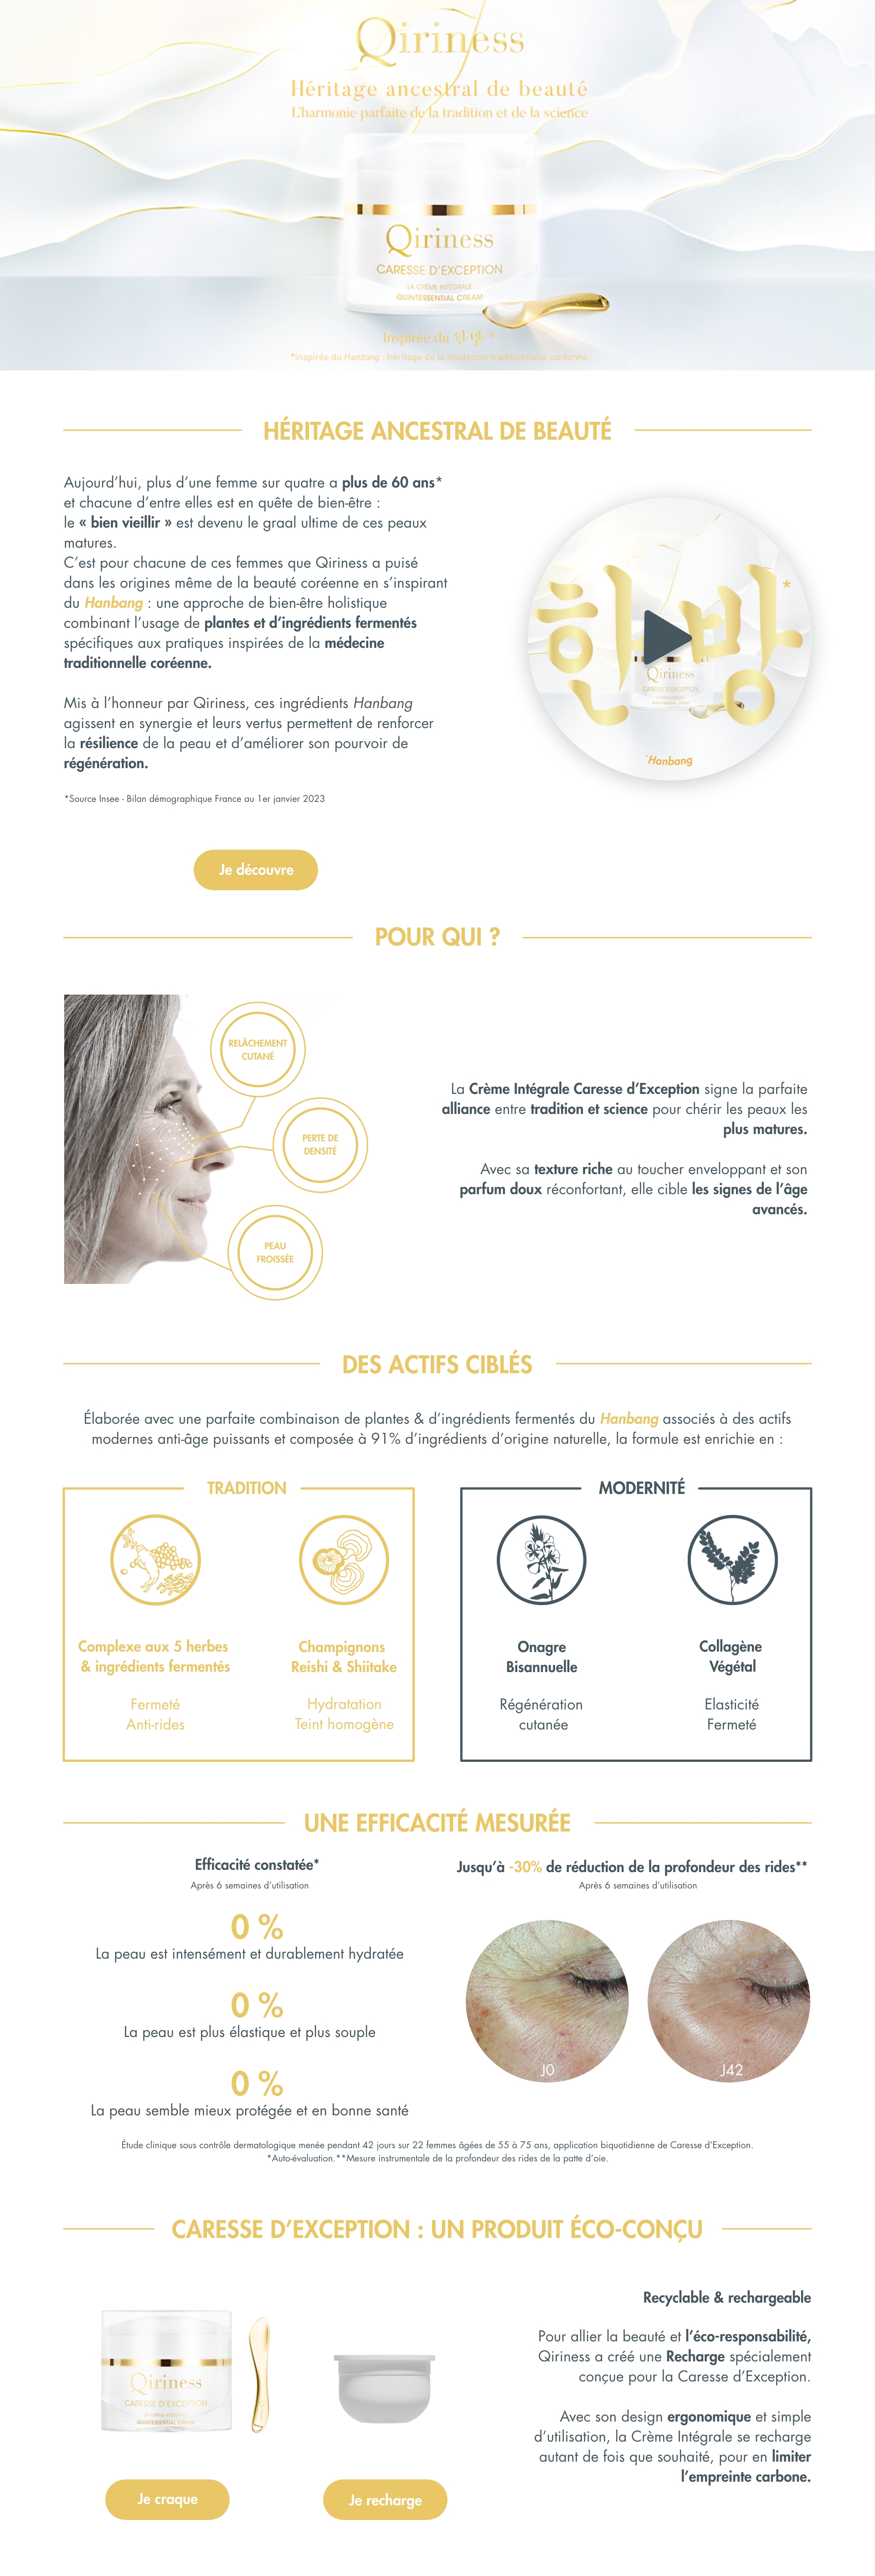 Qiriness
Héritage ancestral de beauté
L'harmonie parfaite de la tradition et de la science
Qiriness
CARESSE D'EXCEPTION
LA CRÈME INTÉGRALE
QUINTESSENTIAL CREAM
Inspirée du 한방 *
*Inspirée du Hanbang : héritage de la médecine traditionnelle coréenne
HÉRITAGE ANCESTRAL DE BEAUTÉ
Aujourd'hui, plus d'une femme sur quatre a plus de 60 ans*
et chacune d'entre elles est en quête de bien-être :
le « bien vieillir » est devenu le graal ultime de ces peaux
matures.
C'est pour chacune de ces femmes que Qiriness a puisé
dans les origines même de la beauté coréenne en s'inspirant
du Hanbang : une approche de bien-être holistique
combinant l'usage de plantes et d'ingrédients fermentés
spécifiques aux pratiques inspirées de la médecine
traditionnelle coréenne.
Mis à l'honneur par Qiriness, ces ingrédients Hanbang
agissent en synergie et leurs vertus permettent de renforcer
la résilience de la peau et d'améliorer son pourvoir de
régénération.
*Source Insee - Bilan démographique France au 1er janvier 2023
한방*
Qiriness
CARESSE D'EXCEPTION
*Hanbang
Je découvre
POUR QUI ?
RELÂCHEMENT
CUTANÉ
PERTE DE
DENSITÉ
PEAU
FROISSÉE
La Crème Intégrale Caresse d'Exception signe la parfaite
alliance entre tradition et science pour chérir les peaux les
plus matures.
Avec sa texture riche au toucher enveloppant et son
parfum doux réconfortant, elle cible les signes de l'âge
avancés.
DES ACTIFS CIBLÉS
Élaborée avec une parfaite combinaison de plantes & d'ingrédients fermentés du Hanbang associés à des actifs
modernes anti-âge puissants et composée à 91% d'ingrédients d'origine naturelle, la formule est enrichie en :
TRADITION
Complexe aux 5 herbes
& ingrédients fermentés
Fermeté
Anti-rides
Champignons
Reishi & Shiitake
Hydratation
Teint homogène
MODERNITÉ
Onagre
Bisannuelle
Régénération
cutanée
Collagène
Végétal
Elasticité
Fermeté
UNE EFFICACITÉ MESURÉE
Efficacité constatée*
Après 6 semaines d'utilisation
0 %
La peau est intensément et durablement hydratée
0 %
La peau est plus élastique et plus souple
0 %
La peau semble mieux protégée et en bonne santé
Jusqu'à -30% de réduction de la profondeur des rides**
Après 6 semaines d'utilisation
J0
J42
Étude clinique sous contrôle dermatologique menée pendant 42 jours sur 22 femmes âgées de 55 à 75 ans, application biquotidienne de Caresse d'Exception.
*Auto-évaluation.**Mesure instrumentale de la profondeur des rides de la patte d'oie.
CARESSE D'EXCEPTION : UN PRODUIT ÉCO-CONÇU
Qiriness
CARESSE D'EXCEPTION
LA CRÈME INTÉGRALE
QUINTESSENTIAL CREAM
Je craque
Je recharge
Recyclable & rechargeable
Pour allier la beauté et l'éco-responsabilité,
Qiriness a créé une Recharge spécialement
conçue pour la Caresse d'Exception.
Avec son design ergonomique et simple
d'utilisation, la Crème Intégrale se recharge
autant de fois que souhaité, pour en limiter
l'empreinte carbone.